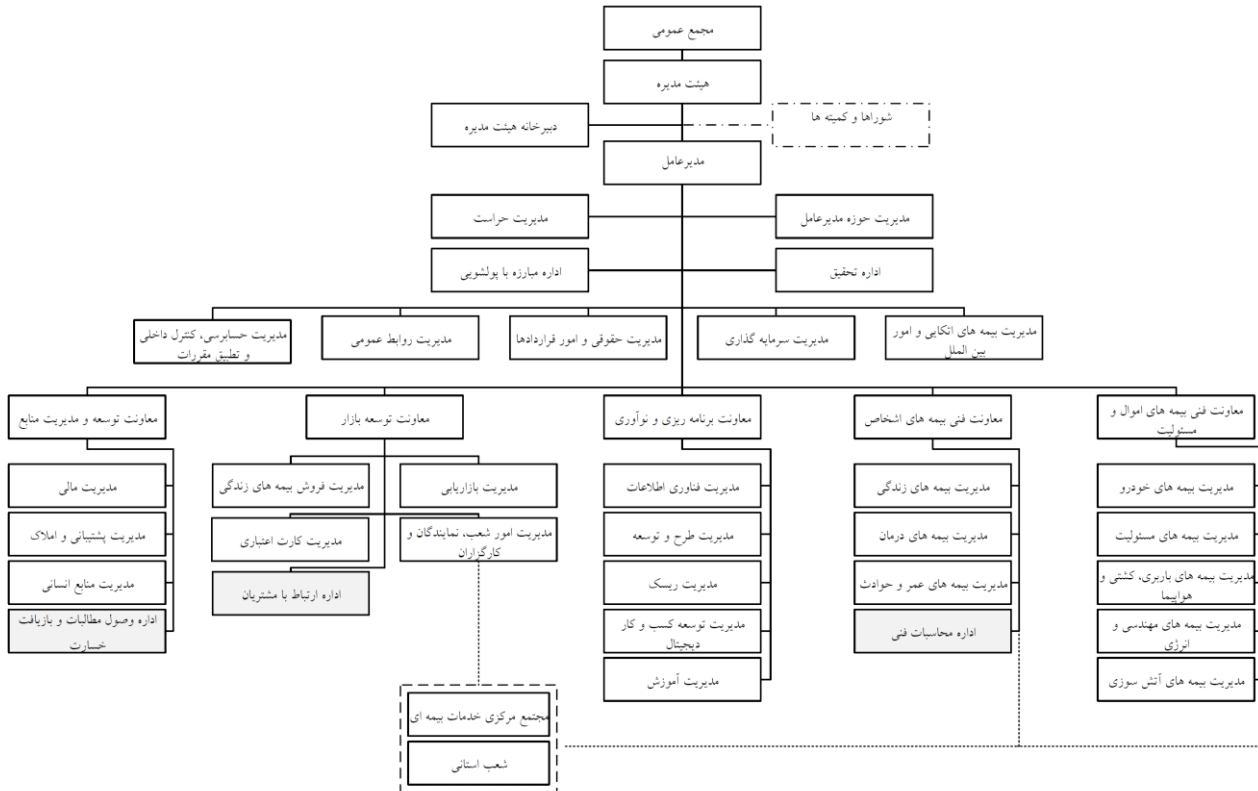 مجمع عمومی
هیئت مدیره
شوراها و کمیته ها
دبیرخانه هیئت مدیره
مدیرعامل
مدیریت حوزه مدیرعامل
مدیریت حراست
اداره تحقیق
اداره مبارزه با پولشویی
مدیریت بیمه های اتکایی و امور
بین الملل
مدیریت سرمایه گذاری
مدیریت حقوقی و امور قراردادها
مدیریت روابط عمومی
مدیریت حسابرسی، کنترل داخلی
و تطبیق مقررات
معاونت فنی بیمه های اموال و
مسئولیت
معاونت فنی بیمه های اشخاص
معاونت برنامه ریزی و نوآوری
معاونت توسعه بازار
معاونت توسعه و مدیریت منابع
مدیریت بیمه های خودرو
مدیریت بیمه های مسئولیت
مدیریت بیمه های باربری، کشتی و
هواپیما
مدیریت بیمه های مهندسی و
انرژی
مدیریت بیمه های آتش سوزی
مدیریت بیمه های زندگی
مدیریت بیمه های درمان
مدیریت بیمه های عمر و حوادث
اداره محاسبات فنی
مدیریت فناوری اطلاعات
مدیریت طرح و توسعه
مدیریت ریسک
مدیریت توسعه کسب و کار
دیجیتال
مدیریت آموزش
مدیریت بازاریابی
مدیریت فروش بیمه های زندگی
مدیریت امور شعب، نمایندگان و
کارگزاران
مدیریت کارت اعتباری
اداره ارتباط با مشتریان
مجتمع مرکزی خدمات بیمه ای
شعب استانی
مدیریت مالی
مدیریت پشتیبانی و املاک
مدیریت منابع انسانی
اداره وصول مطالبات و بازیافت
خسارت